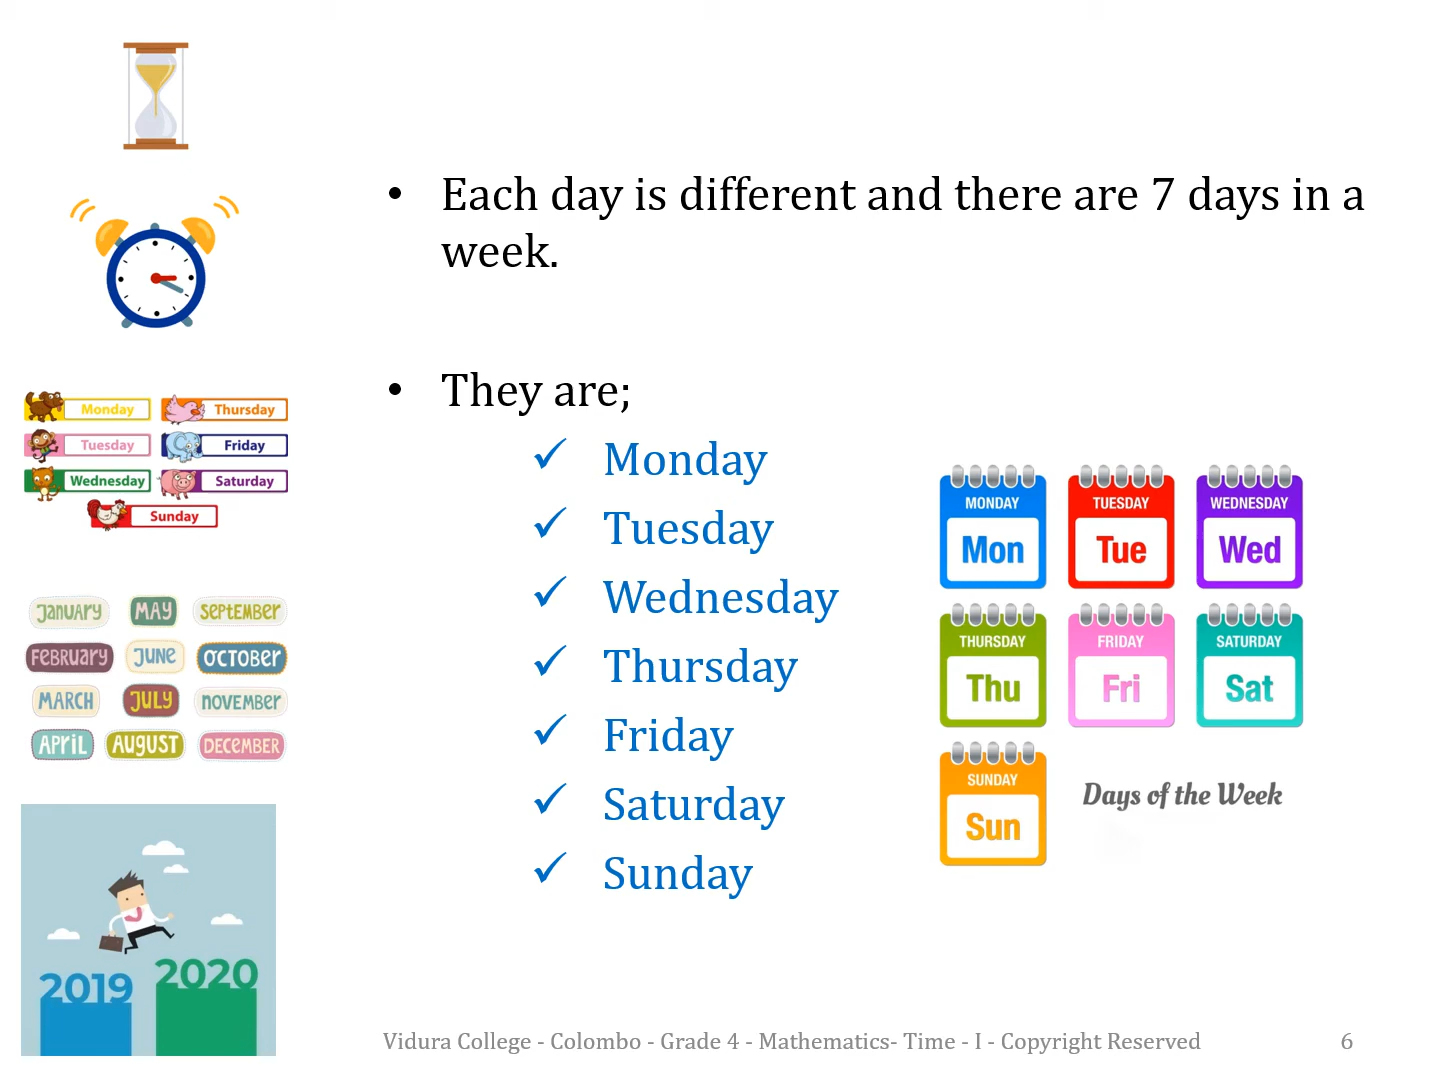 • Each day is different and there are 7 days in a
week.
• They are;
✓ Monday
✓ Tuesday
✓ Wednesday
✓ Thursday
✓ Friday
✓ Saturday
✓ Sunday
Monday
Thursday
Tuesday
Friday
Wednesday
Saturday
Sunday
JANUARY
MAY
SEPTEMBER
FEBRUARY
JUNE
OCTOBER
MARCH
JULY
NOVEMBER
APRIL
AUGUST
DECEMBER
2019
2020
MONDAY
Mon
TUESDAY
Tue
WEDNESDAY
Wed
THURSDAY
Thu
FRIDAY
Fri
SATURDAY
Sat
SUNDAY
Sun
Days of the Week
Vidura College - Colombo - Grade 4 - Mathematics- Time - I - Copyright Reserved
6